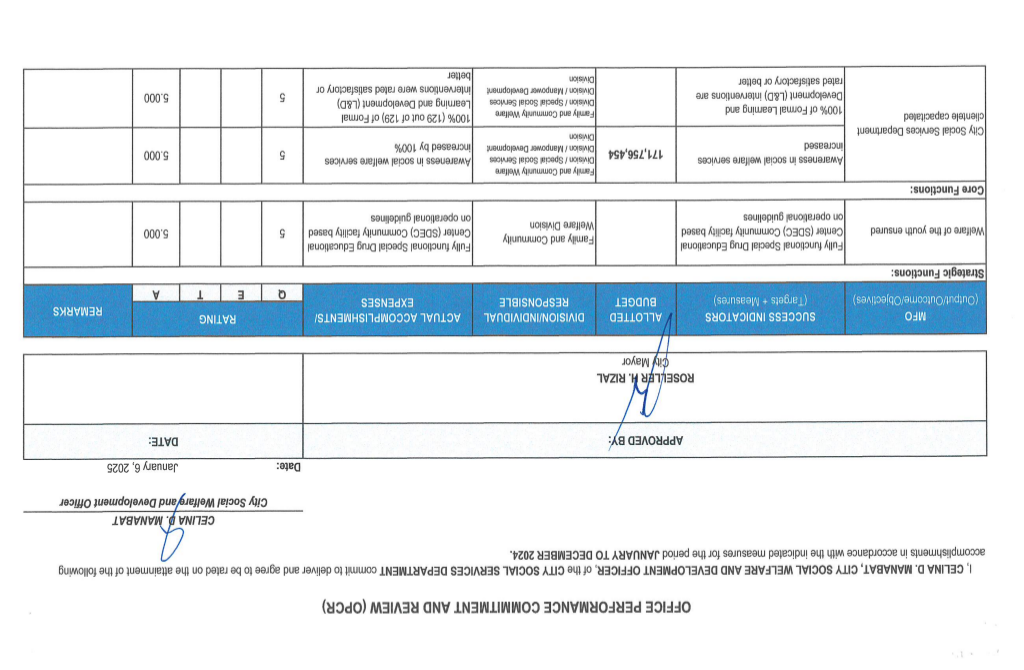 OFFICE PERFORMANCE COMMITMENT AND REVIEW (OPCR)
I, CELINA D. MANABAT, CITY SOCIAL WELFARE AND DEVELOPMENT OFFICER, of the CITY SOCIAL SERVICES DEPARTMENT commit to deliver and agree to be rated on the attainment of the following
accomplishments in accordance with the indicated measures for the period JANUARY TO DECEMBER 2024.
CELINA D. MANABAT
City Social Welfare and Development Officer
Date: January 6, 2025
APPROVED BY: DATE:
ROSELLER H. RIZAL
City Mayor
MFO
(Output/Outcome/Objectives)
SUCCESS INDICATORS
(Targets + Measures)
ALLOTTED
BUDGET
DIVISION/INDIVIDUAL
RESPONSIBLE
ACTUAL ACCOMPLISHMENTS/
EXPENSES
RATING
Q E T A
REMARKS
Strategic Functions:
Welfare of the youth ensured
Fully functional Special Drug Educational
Center (SDEC) Community facility based
on operational guidelines
Family and Community
Welfare Division
Fully functional Special Drug Educational
Center (SDEC) Community facility based
on operational guidelines
5 5.000
Core Functions:
City Social Services Department
clientele capacitated
Awareness in social welfare services
increased
171,756,454
Family and Community Welfare
Division / Special Social Services
Division / Manpower Development
Division
Awareness in social welfare services
increased by 100%
5 5.000
100% of Formal Learning and
Development (L&D) interventions are
rated satisfactory or better
Family and Community Welfare
Division / Special Social Services
Division / Manpower Development
Division
100% (129 out of 129) of Formal
Learning and Development (L&D)
interventions were rated satisfactory or
better
5 5.000